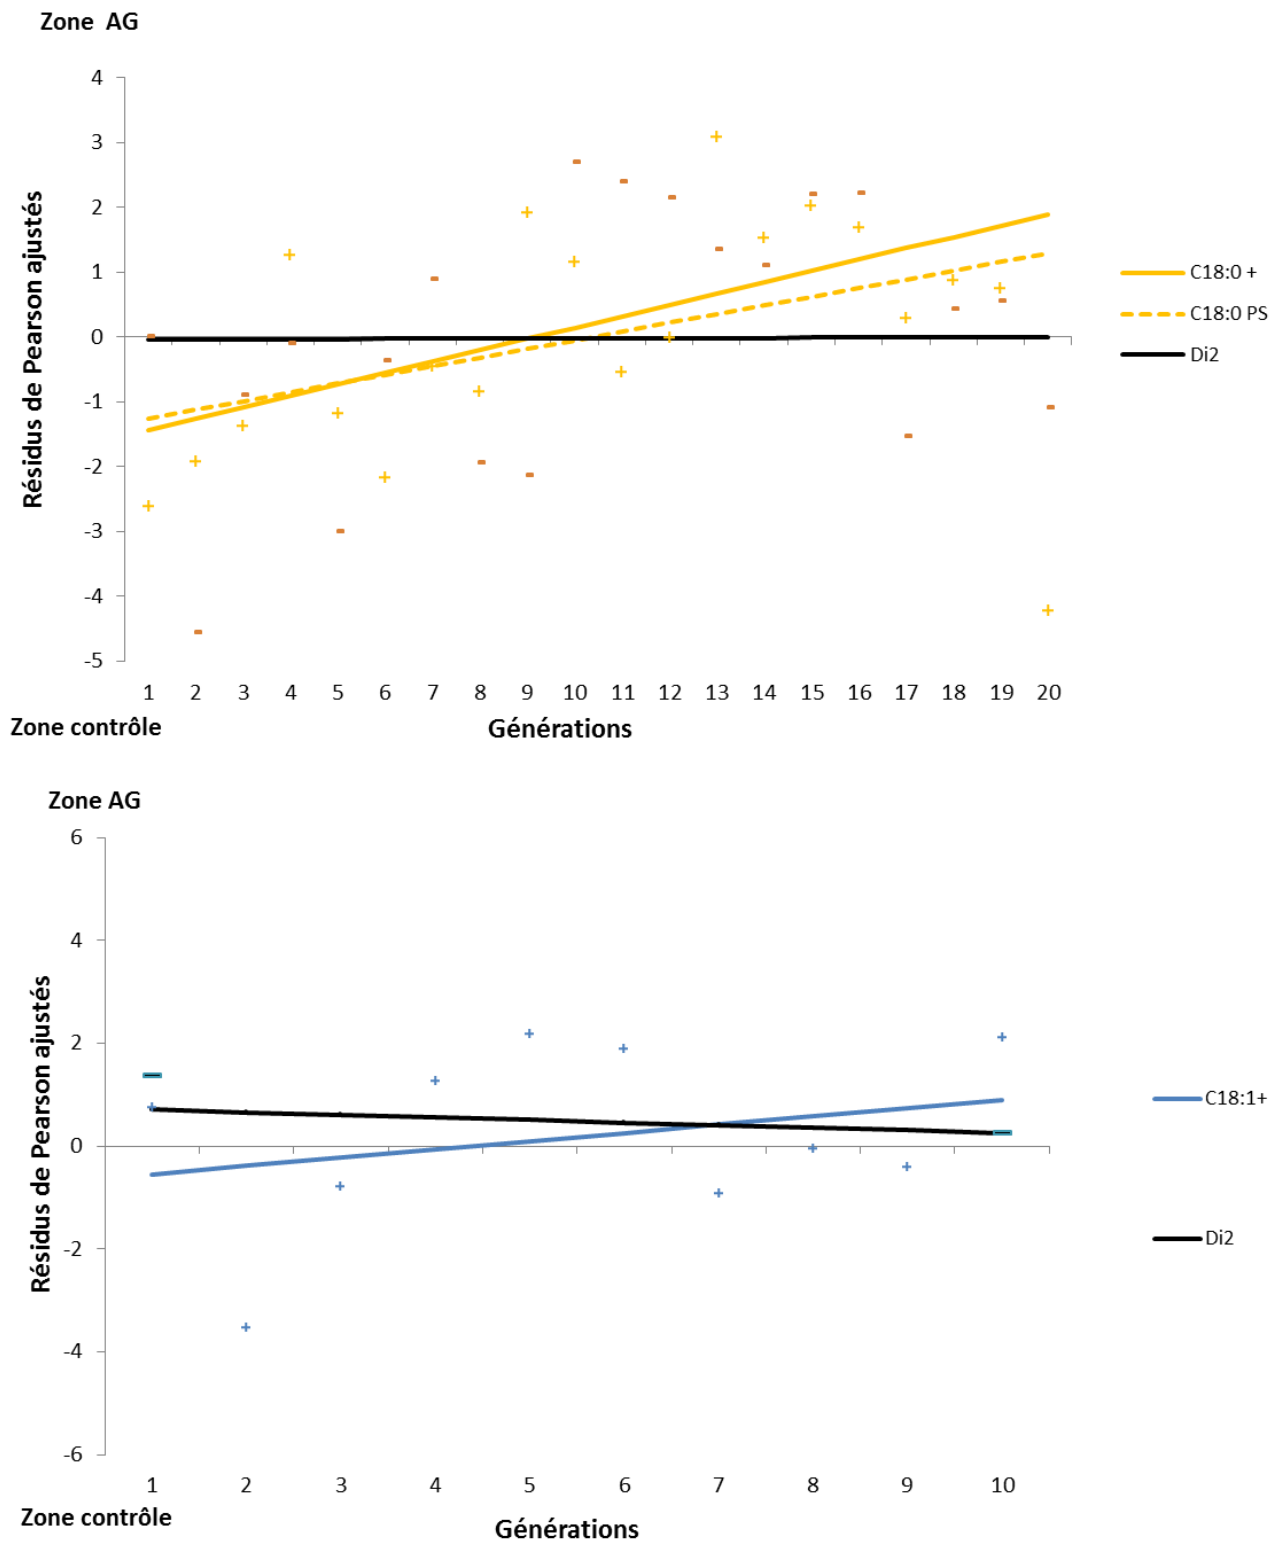 Zone AG
4
3
2
1
0
-1
-2
-3
-4
-5
Résidus de Pearson ajustés
C18:0 +
C18:0 PS
Di2
1 2 3 4 5 6 7 8 9 10 11 12 13 14 15 16 17 18 19 20
Zone contrôle
Générations
Zone AG
6
4
2
0
-2
-4
-6
Résidus de Pearson ajustés
C18:1+
Di2
1 2 3 4 5 6 7 8 9 10
Zone contrôle
Générations